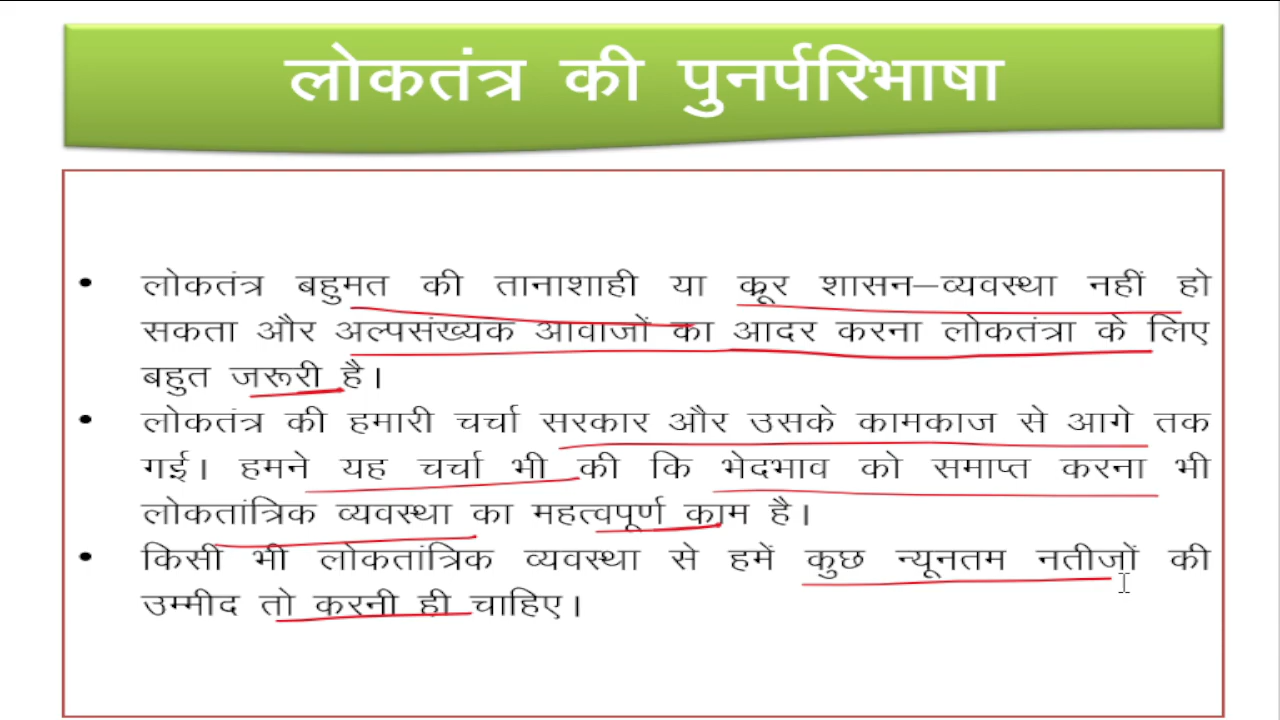 लोकतंत्र की पुनर्परिभाषा
• लोकतंत्र बहुमत की तानाशाही या क्रूर शासन–व्यवस्था नहीं हो
सकता और अल्पसंख्यक आवाजों का आदर करना लोकतंत्रा के लिए
बहुत जरूरी है।
• लोकतंत्र की हमारी चर्चा सरकार और उसके कामकाज से आगे तक
गई। हमने यह चर्चा भी की कि भेदभाव को समाप्त करना भी
लोकतांत्रिक व्यवस्था का महत्वपूर्ण काम है।
• किसी भी लोकतांत्रिक व्यवस्था से हमें कुछ न्यूनतम नतीजों की
उम्मीद तो करनी ही चाहिए।